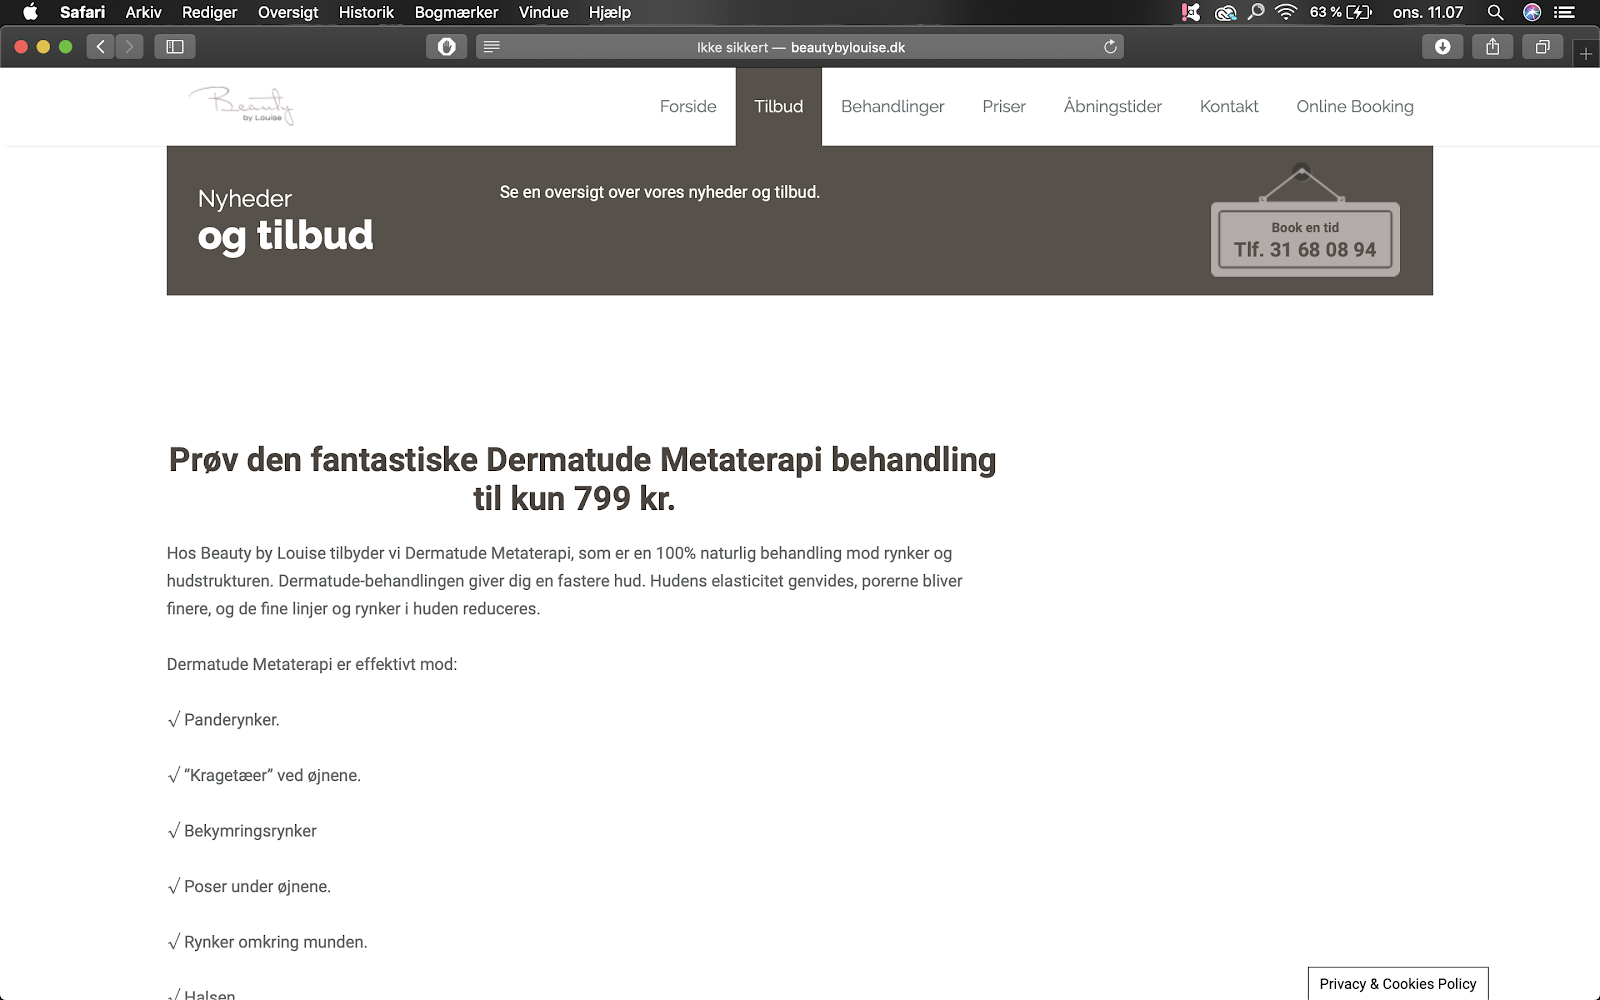 Safari Arkiv Rediger Oversigt Historik Bogmærker Vindue Hjælp 63 % ons. 11.07
Ikke sikkert — beautybylouise.dk
Beauty
by Louise
Forside Tilbud Behandlinger Priser Åbningstider Kontakt Online Booking
Nyheder
og tilbud
Se en oversigt over vores nyheder og tilbud.
Book en tid
Tlf. 31 68 08 94
Prøv den fantastiske Dermatude Metaterapi behandling
til kun 799 kr.
Hos Beauty by Louise tilbyder vi Dermatude Metaterapi, som er en 100% naturlig behandling mod rynker og
hudstrukturen. Dermatude-behandlingen giver dig en fastere hud. Hudens elasticitet genvides, porerne bliver
finere, og de fine linjer og rynker i huden reduceres.
Dermatude Metaterapi er effektivt mod:
√ Panderynker.
√ ”Kragetæer” ved øjnene.
√ Bekymringsrynker
√ Poser under øjnene.
√ Rynker omkring munden.
√ Halsen
Privacy & Cookies Policy